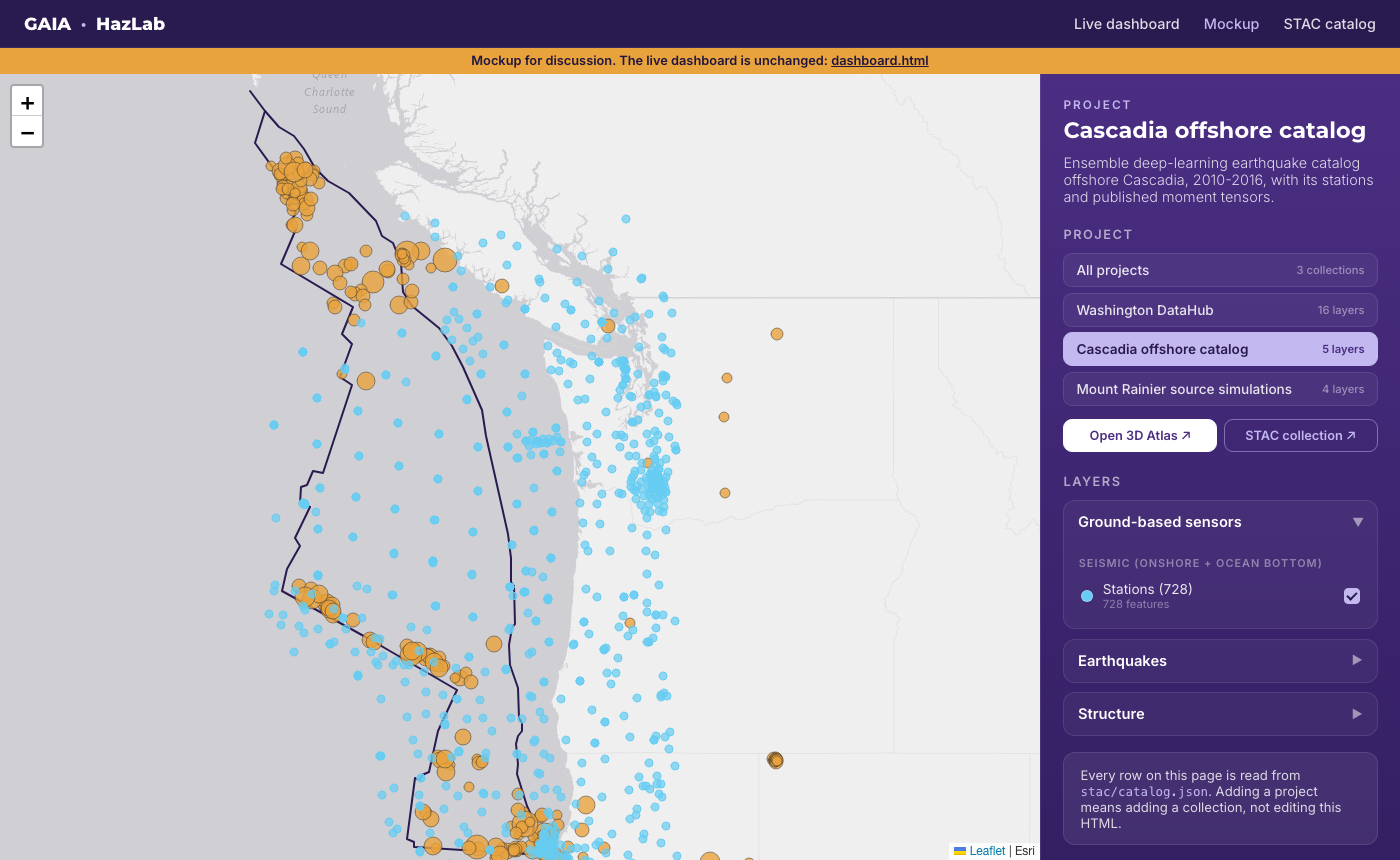 GAIA • HazLab
Live dashboard
Mockup
STAC catalog
Mockup for discussion. The live dashboard is unchanged: dashboard.html
Queen
Charlotte
Sound
+
−
PROJECT
Cascadia offshore catalog
Ensemble deep-learning earthquake catalog
offshore Cascadia, 2010-2016, with its stations
and published moment tensors.
PROJECT
All projects 3 collections
Washington DataHub 16 layers
Cascadia offshore catalog 5 layers
Mount Rainier source simulations 4 layers
Open 3D Atlas ↗
STAC collection ↗
LAYERS
Ground-based sensors ▼
SEISMIC (ONSHORE + OCEAN BOTTOM)
Stations (728)
728 features
Earthquakes ▶
Structure ▶
Every row on this page is read from
stac/catalog.json. Adding a project
means adding a collection, not editing this
HTML.
Leaflet | Esri